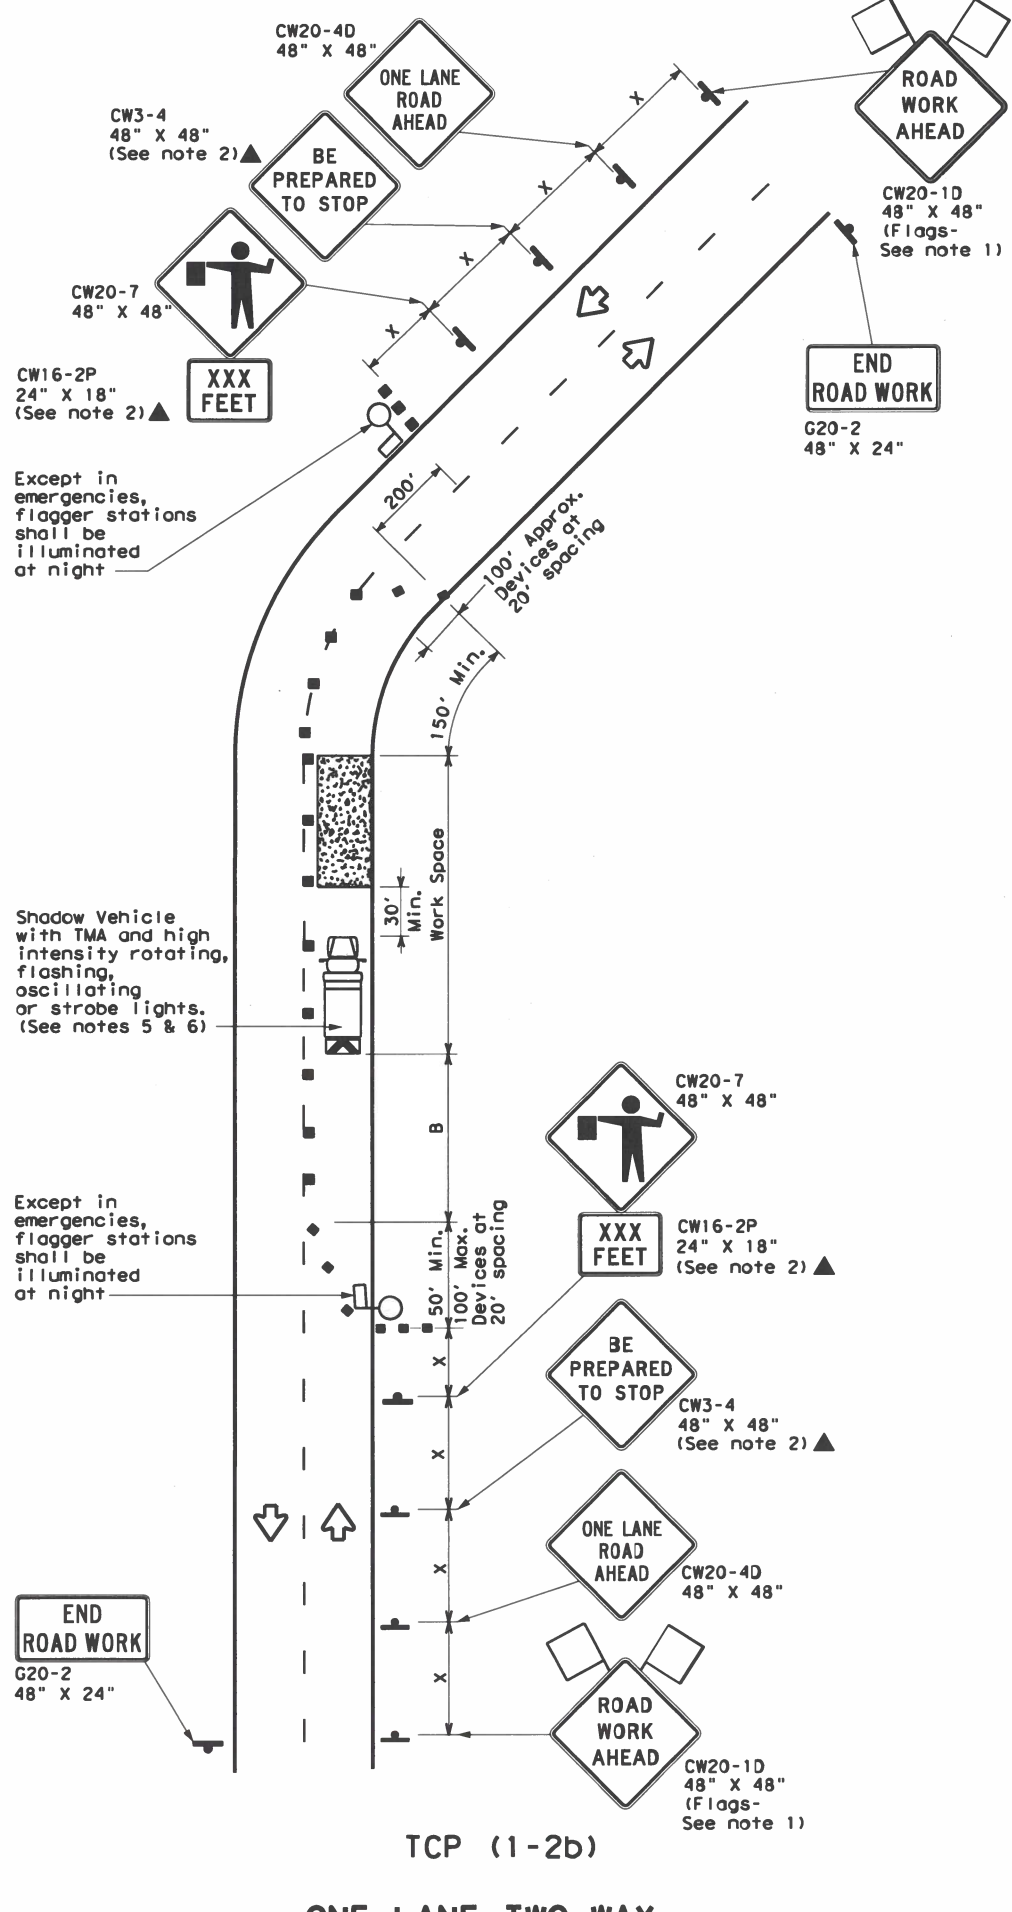 CW20-4D
48" X 48"
ONE LANE
ROAD
AHEAD
ROAD
WORK
AHEAD
CW20-1D
48" X 48"
(Flags-
See note 1)
CW3-4
48" X 48"
(See note 2)
BE
PREPARED
TO STOP
X
X
X
X
CW20-7
48" X 48"
CW16-2P
24" X 18"
(See note 2)
XXX
FEET
END
ROAD WORK
G20-2
48" X 24"
Except in
emergencies,
flagger stations
shall be
illuminated
at night
200'
100' Approx.
Devices at
20' spacing
150' Min.
Work Space
30'
Min.
Shadow Vehicle
with TMA and high
intensity rotating,
flashing,
oscillating
or strobe lights.
(See notes 5 & 6)
B
CW20-7
48" X 48"
XXX
FEET
CW16-2P
24" X 18"
(See note 2)
Except in
emergencies,
flagger stations
shall be
illuminated
at night
50' Min.
100' Max.
Devices at
20' spacing
X
BE
PREPARED
TO STOP
CW3-4
48" X 48"
(See note 2)
X
ONE LANE
ROAD
AHEAD
CW20-4D
48" X 48"
X
END
ROAD WORK
G20-2
48" X 24"
X
ROAD
WORK
AHEAD
CW20-1D
48" X 48"
(Flags-
See note 1)
TCP (1-2b)
ONE LANE TWO WAY